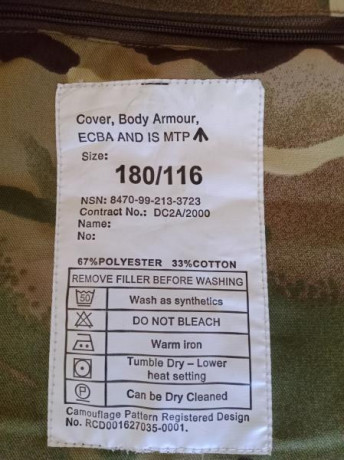 Cover, Body Armour,
ECBA AND IS MTP
Size:
180/116
NSN: 8470-99-213-3723
Contract No.: DC2A/2000
Name:
No:
67%POLYESTER 33%COTTON
REMOVE FILLER BEFORE WASHING
50 Wash as synthetics
DO NOT BLEACH
Warm iron
Tumble Dry – Lower
heat setting
P Can be Dry Cleaned
Camouflage Pattern Registered Design
No. RCD001627035-0001.